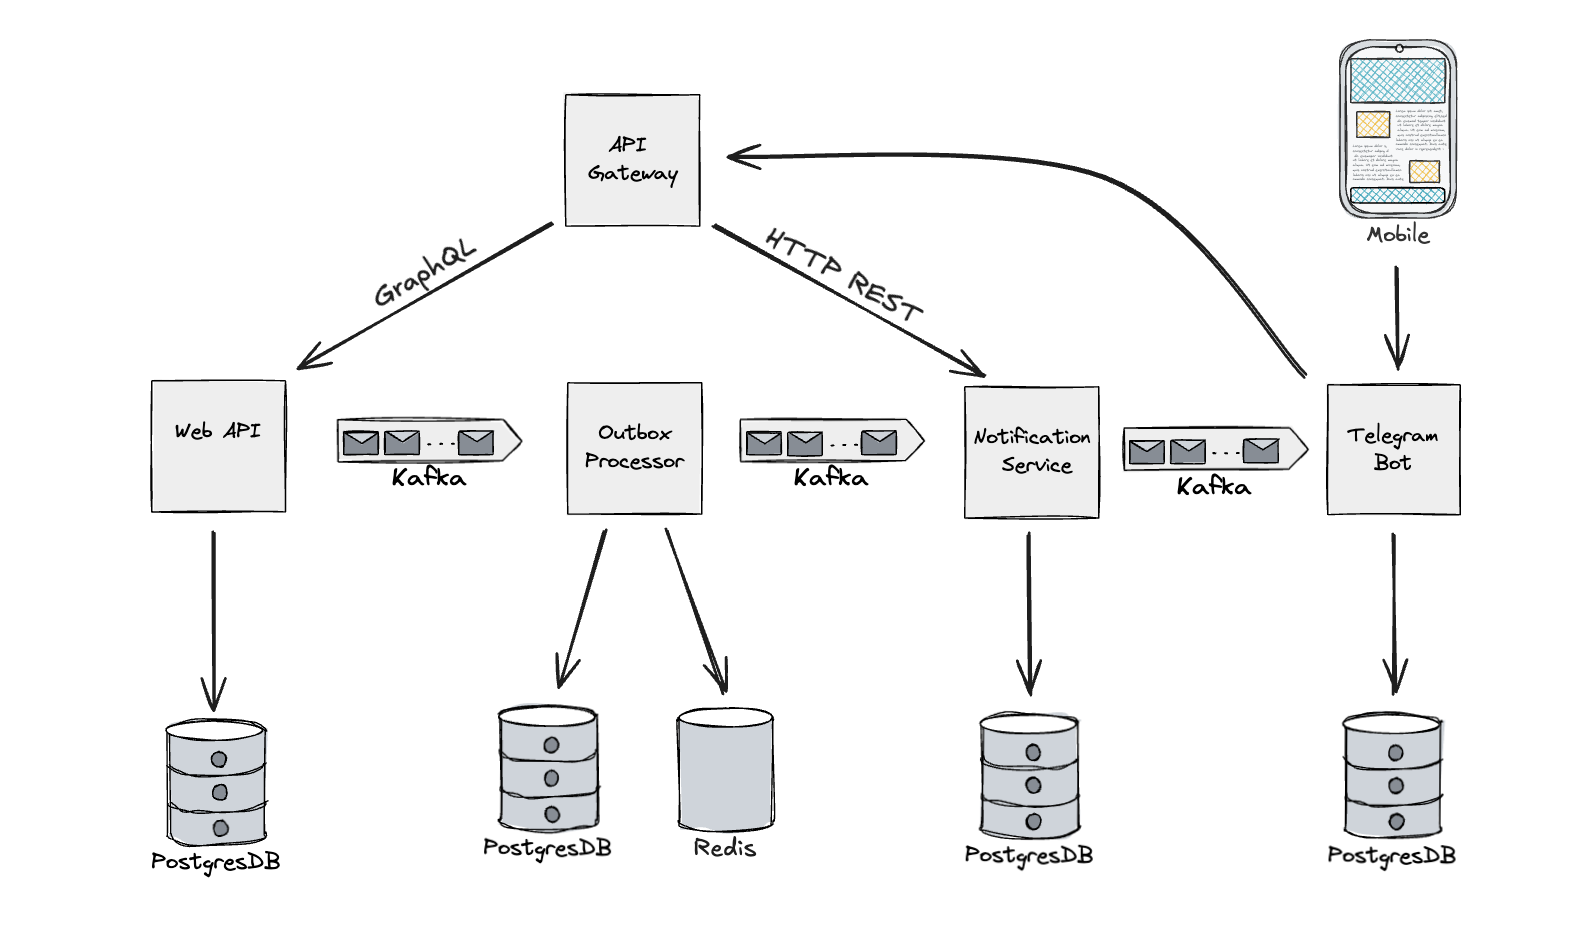 API
Gateway
Mobile
GraphQL
HTTP REST
Web API
Kafka
Outbox
Processor
Kafka
Notification
Service
Kafka
Telegram
Bot
PostgresDB
PostgresDB
Redis
PostgresDB
PostgresDB